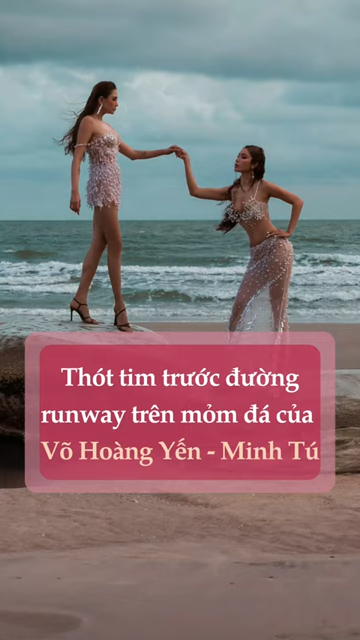 Thót tim trước đường
runway trên mỏm đá của
Võ Hoàng Yến - Minh Tú